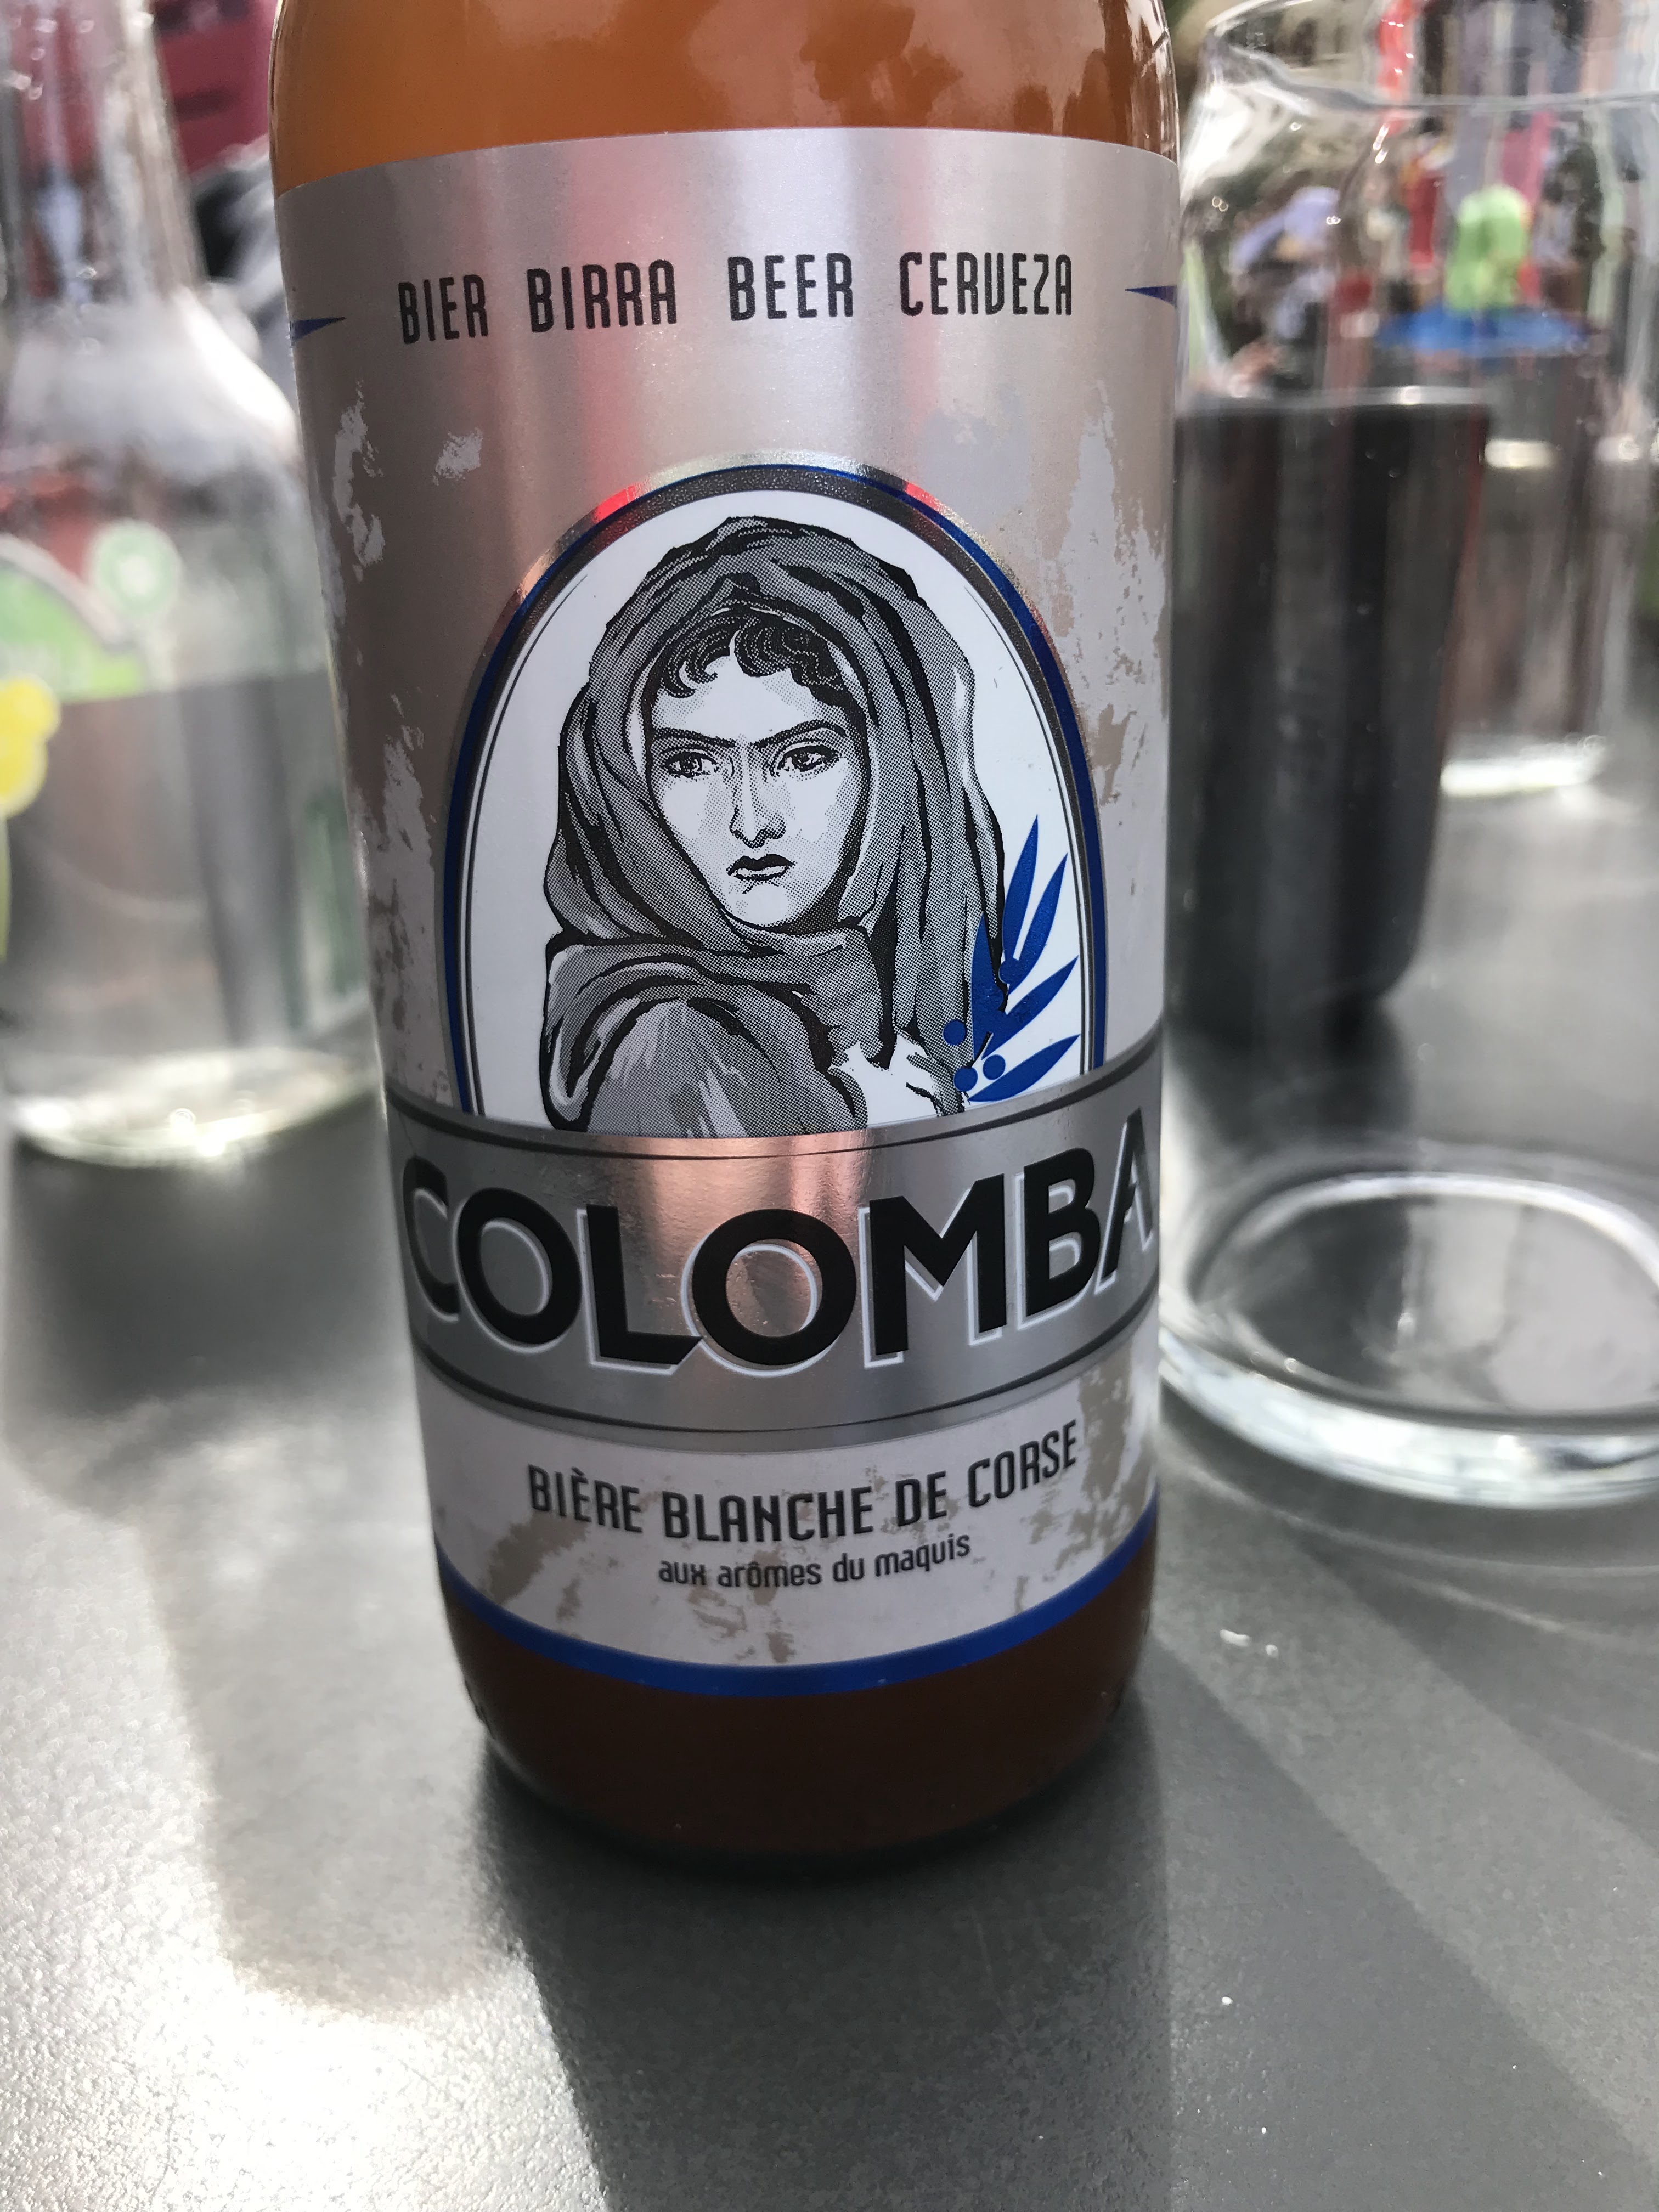 BIER BIRRA BEER CERVEZA
COLOMBA
BIÈRE BLANCHE DE CORSE
aux arômes du maquis